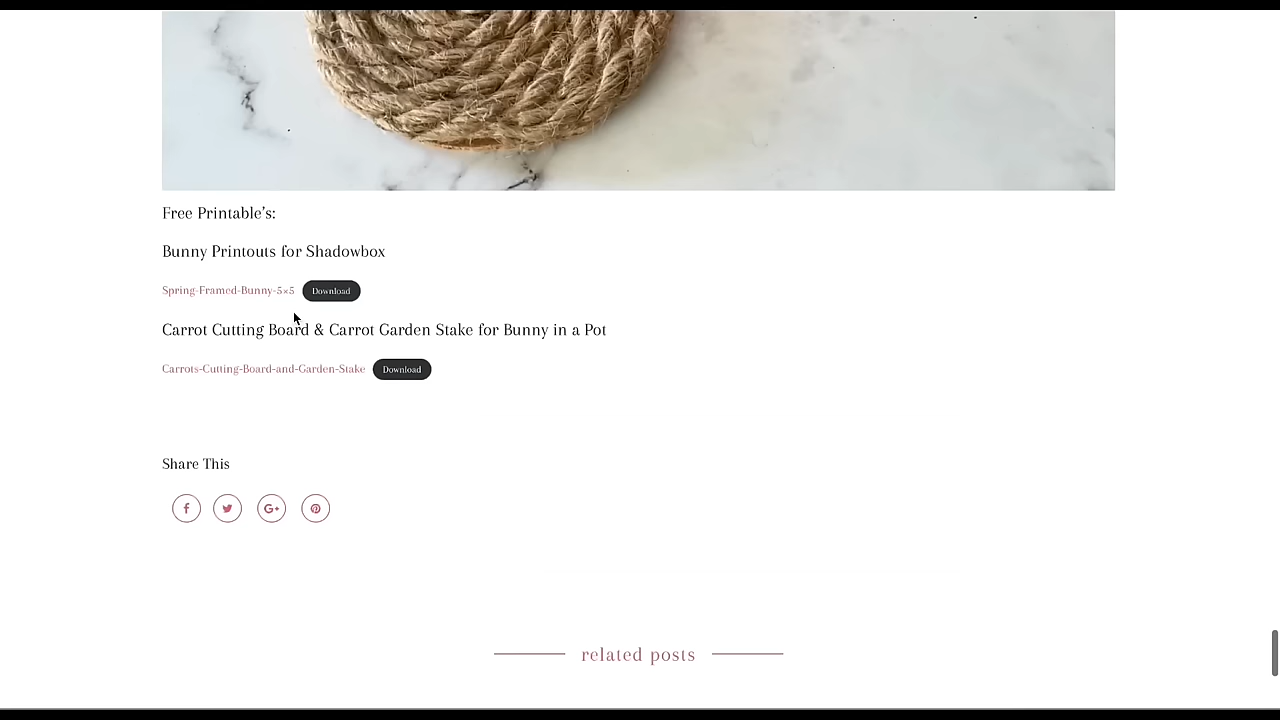 Free Printable’s:
Bunny Printouts for Shadowbox
Spring-Framed-Bunny-5×5 Download
Carrot Cutting Board & Carrot Garden Stake for Bunny in a Pot
Carrots-Cutting-Board-and-Garden-Stake Download
Share This
related posts